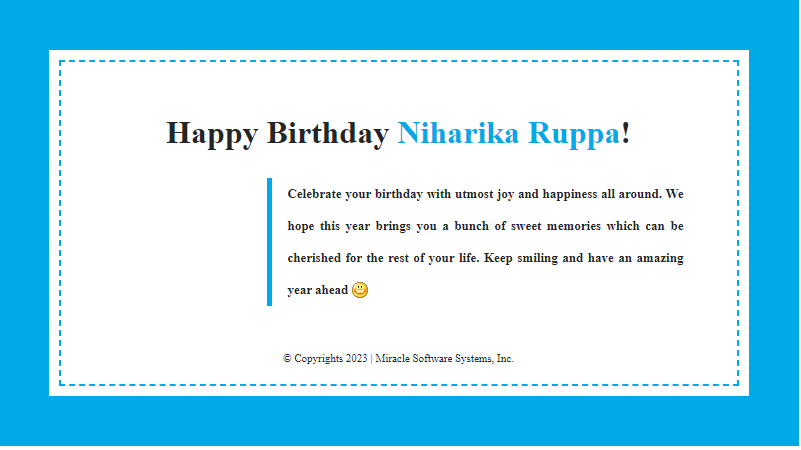 Happy Birthday Niharika Ruppa!
Celebrate your birthday with utmost joy and happiness all around. We
hope this year brings you a bunch of sweet memories which can be
cherished for the rest of your life. Keep smiling and have an amazing
year ahead
© Copyrights 2023 | Miracle Software Systems, Inc.